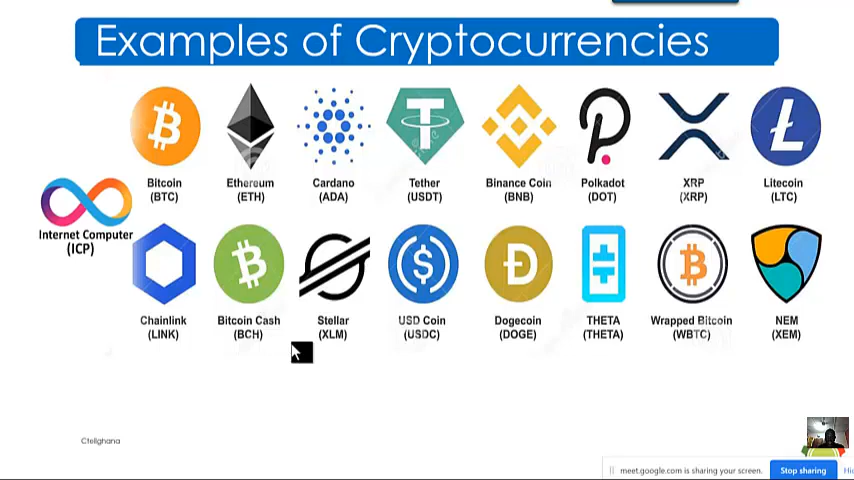 Examples of Cryptocurrencies
Bitcoin
(BTC)
Ethereum
(ETH)
Cardano
(ADA)
Tether
(USDT)
Binance Coin
(BNB)
Polkadot
(DOT)
XRP
(XRP)
Litecoin
(LTC)
Internet Computer
(ICP)
Chainlink
(LINK)
Bitcoin Cash
(BCH)
Stellar
(XLM)
USD Coin
(USDC)
Dogecoin
(DOGE)
THETA
(THETA)
Wrapped Bitcoin
(WBTC)
NEM
(XEM)
Ctellghana
meet.google.com is sharing your screen.
Stop sharing